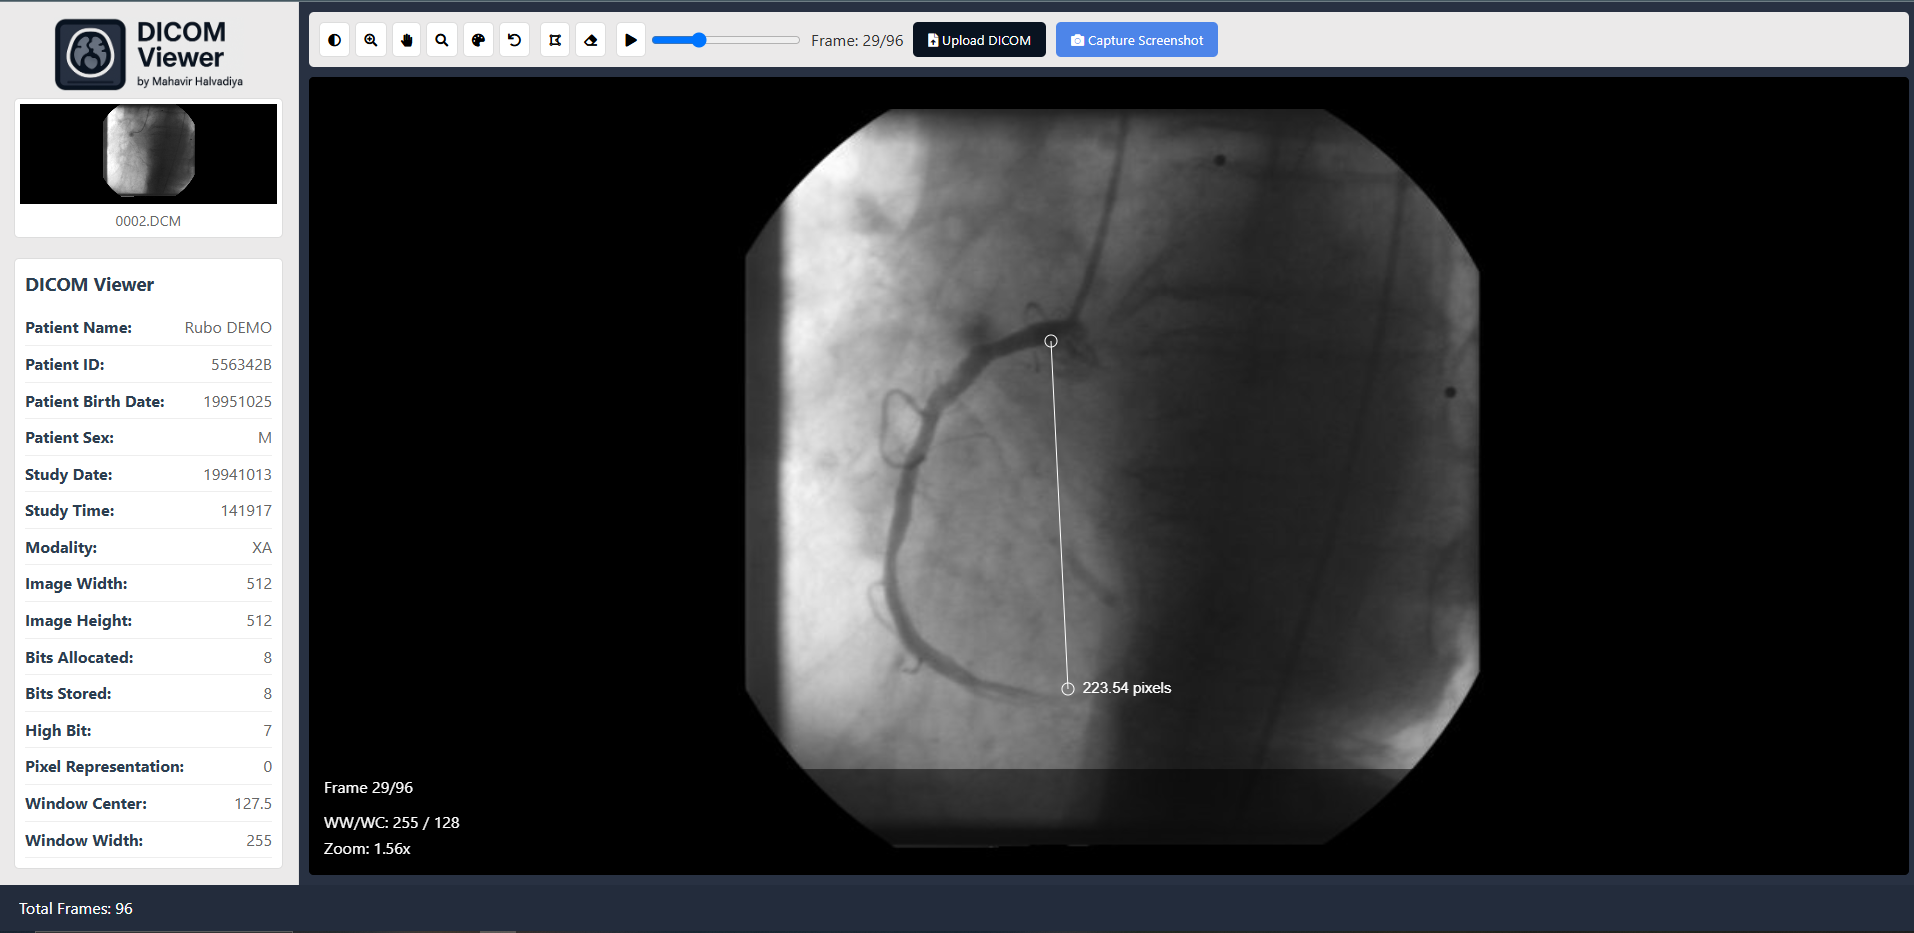 DICOM
Viewer
by Mahavir Halvadiya
0002.DCM
DICOM Viewer
Patient Name: Rubo DEMO
Patient ID: 556342B
Patient Birth Date: 19951025
Patient Sex: M
Study Date: 19941013
Study Time: 141917
Modality: XA
Image Width: 512
Image Height: 512
Bits Allocated: 8
Bits Stored: 8
High Bit: 7
Pixel Representation: 0
Window Center: 127.5
Window Width: 255
Frame: 29/96
Upload DICOM
Capture Screenshot
223.54 pixels
Frame 29/96
WW/WC: 255 / 128
Zoom: 1.56x
Total Frames: 96